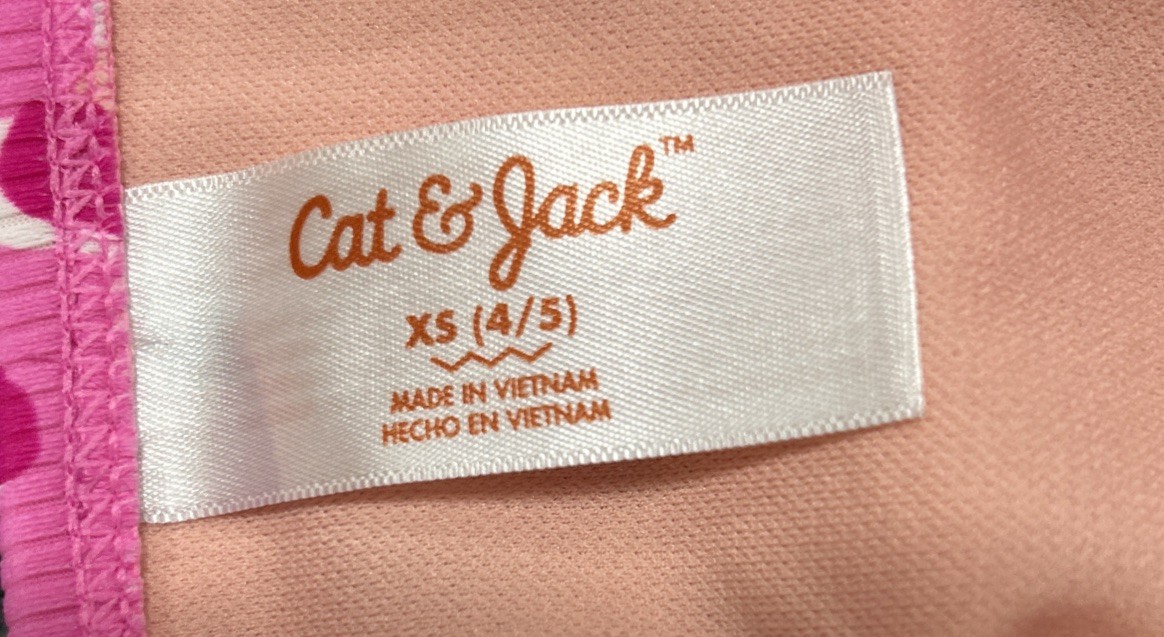 Cat & Jack™
XS (4/5)
MADE IN VIETNAM
HECHO EN VIETNAM